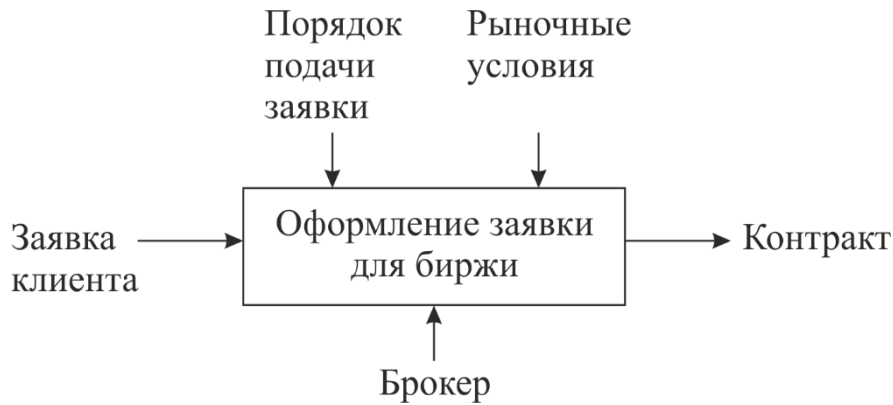 Порядок
подачи
заявки
Рыночные
условия
Заявка
клиента
Оформление заявки
для биржи
Контракт
Брокер